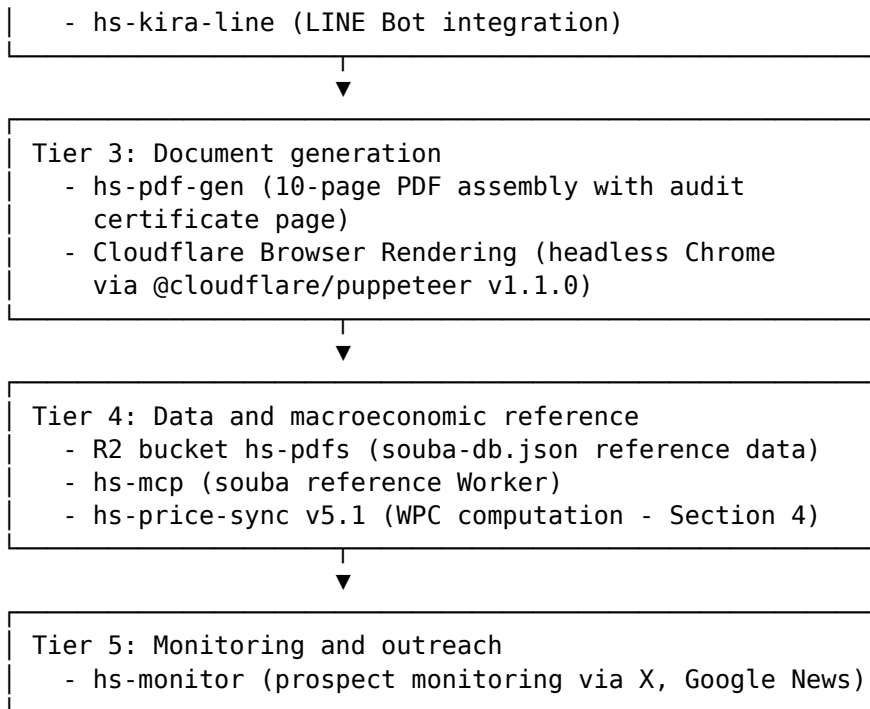 - hs-kira-line (LINE Bot integration)
▼
Tier 3: Document generation
- hs-pdf-gen (10-page PDF assembly with audit
certificate page)
- Cloudflare Browser Rendering (headless Chrome
via @cloudflare/puppeteer v1.1.0)
▼
Tier 4: Data and macroeconomic reference
- R2 bucket hs-pdfs (souba-db.json reference data)
- hs-mcp (souba reference Worker)
- hs-price-sync v5.1 (WPC computation - Section 4)
▼
Tier 5: Monitoring and outreach
- hs-monitor (prospect monitoring via X, Google News)